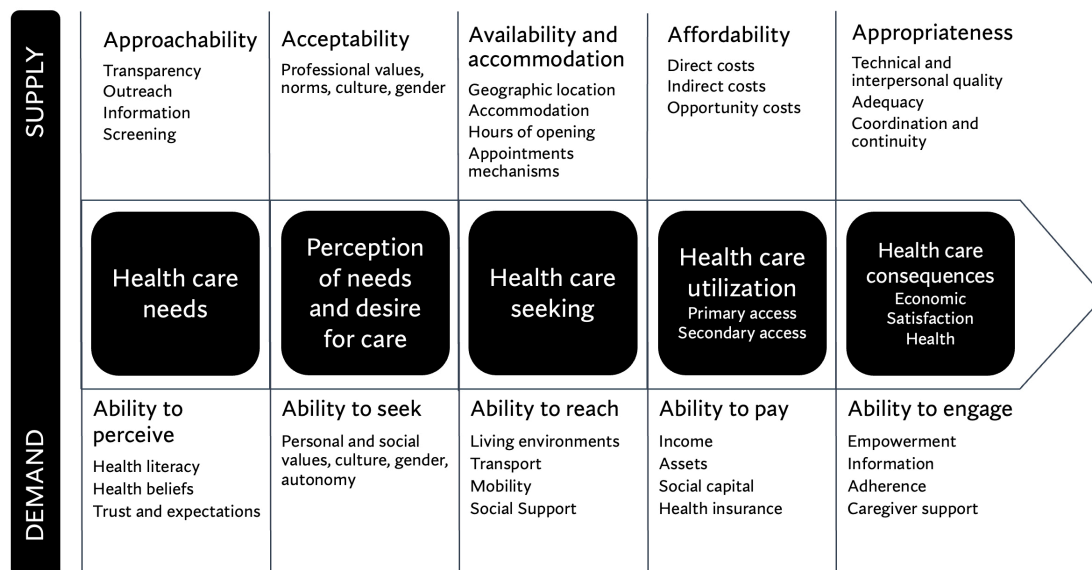 SUPPLY
Approachability
Transparency
Outreach
Information
Screening
Acceptability
Professional values,
norms, culture, gender
Availability and
accommodation
Geographic location
Accommodation
Hours of opening
Appointments
mechanisms
Affordability
Direct costs
Indirect costs
Opportunity costs
Appropriateness
Technical and
interpersonal quality
Adequacy
Coordination and
continuity
Health care
needs
Perception
of needs
and desire
for care
Health care
seeking
Health care
utilization
Primary access
Secondary access
Health care
consequences
Economic
Satisfaction
Health
DEMAND
Ability to
perceive
Health literacy
Health beliefs
Trust and expectations
Ability to seek
Personal and social
values, culture, gender,
autonomy
Ability to reach
Living environments
Transport
Mobility
Social Support
Ability to pay
Income
Assets
Social capital
Health insurance
Ability to engage
Empowerment
Information
Adherence
Caregiver support